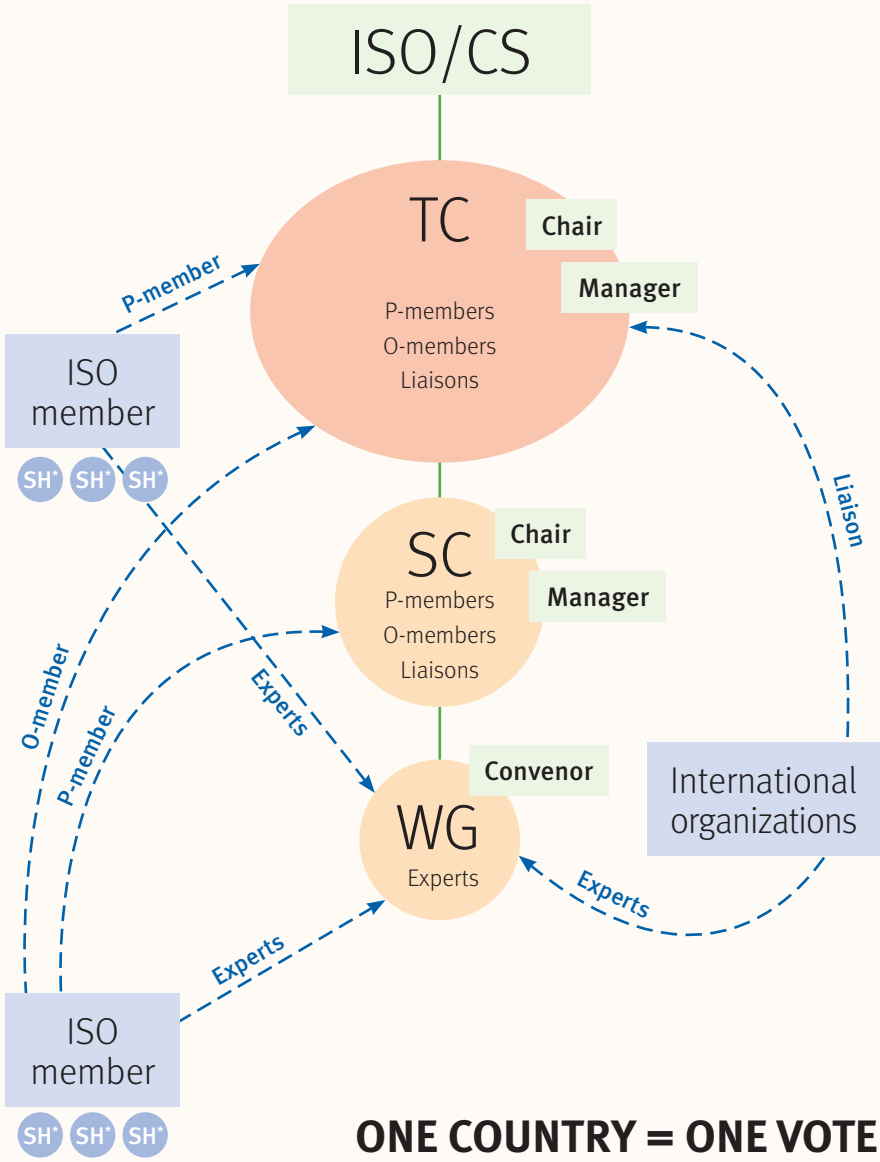 ISO/CS
TC
Chair
Manager
P-members
O-members
Liaisons
P-member
ISO
member
SH* SH* SH*
Liaison
SC
Chair
Manager
P-members
O-members
Liaisons
O-member
P-member
Experts
Convenor
WG
Experts
International
organizations
Experts
Experts
ISO
member
SH* SH* SH*
ONE COUNTRY = ONE VOTE